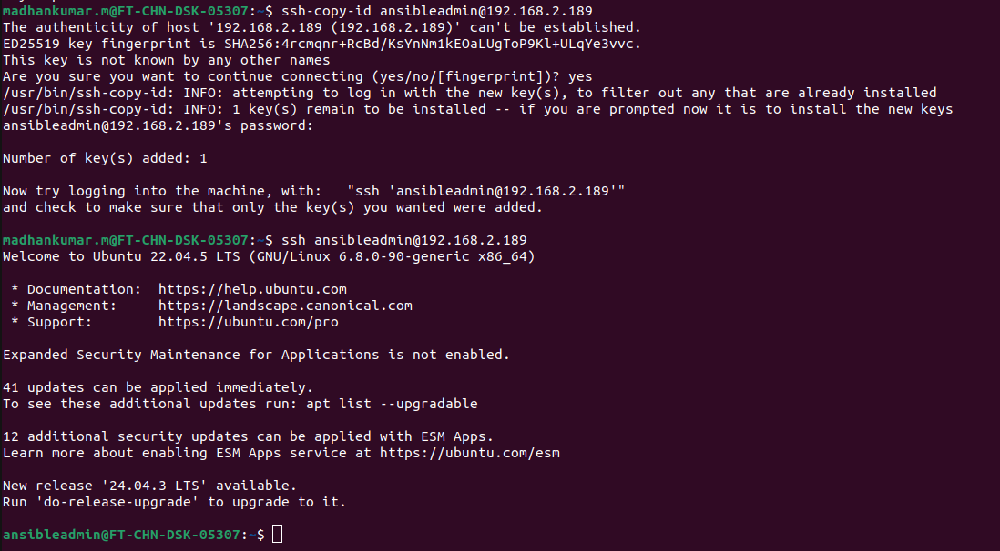 madhankumar.m@FT-CHN-DSK-05307:~$ ssh-copy-id ansibleadmin@192.168.2.189
The authenticity of host '192.168.2.189 (192.168.2.189)' can't be established.
ED25519 key fingerprint is SHA256:4rcmqnr+RcBd/KsYnNm1kEOaLUgToP9Kl+ULqYe3vvc.
This key is not known by any other names
Are you sure you want to continue connecting (yes/no/[fingerprint])? yes
/usr/bin/ssh-copy-id: INFO: attempting to log in with the new key(s), to filter out any that are already installed
/usr/bin/ssh-copy-id: INFO: 1 key(s) remain to be installed -- if you are prompted now it is to install the new keys
ansibleadmin@192.168.2.189's password:
Number of key(s) added: 1
Now try logging into the machine, with:   "ssh 'ansibleadmin@192.168.2.189'"
and check to make sure that only the key(s) you wanted were added.
madhankumar.m@FT-CHN-DSK-05307:~$ ssh ansibleadmin@192.168.2.189
Welcome to Ubuntu 22.04.5 LTS (GNU/Linux 6.8.0-90-generic x86_64)
 * Documentation:  https://help.ubuntu.com
 * Management:     https://landscape.canonical.com
 * Support:        https://ubuntu.com/pro
Expanded Security Maintenance for Applications is not enabled.
41 updates can be applied immediately.
To see these additional updates run: apt list --upgradable
12 additional security updates can be applied with ESM Apps.
Learn more about enabling ESM Apps service at https://ubuntu.com/esm
New release '24.04.3 LTS' available.
Run 'do-release-upgrade' to upgrade to it.
ansibleadmin@FT-CHN-DSK-05307:~$